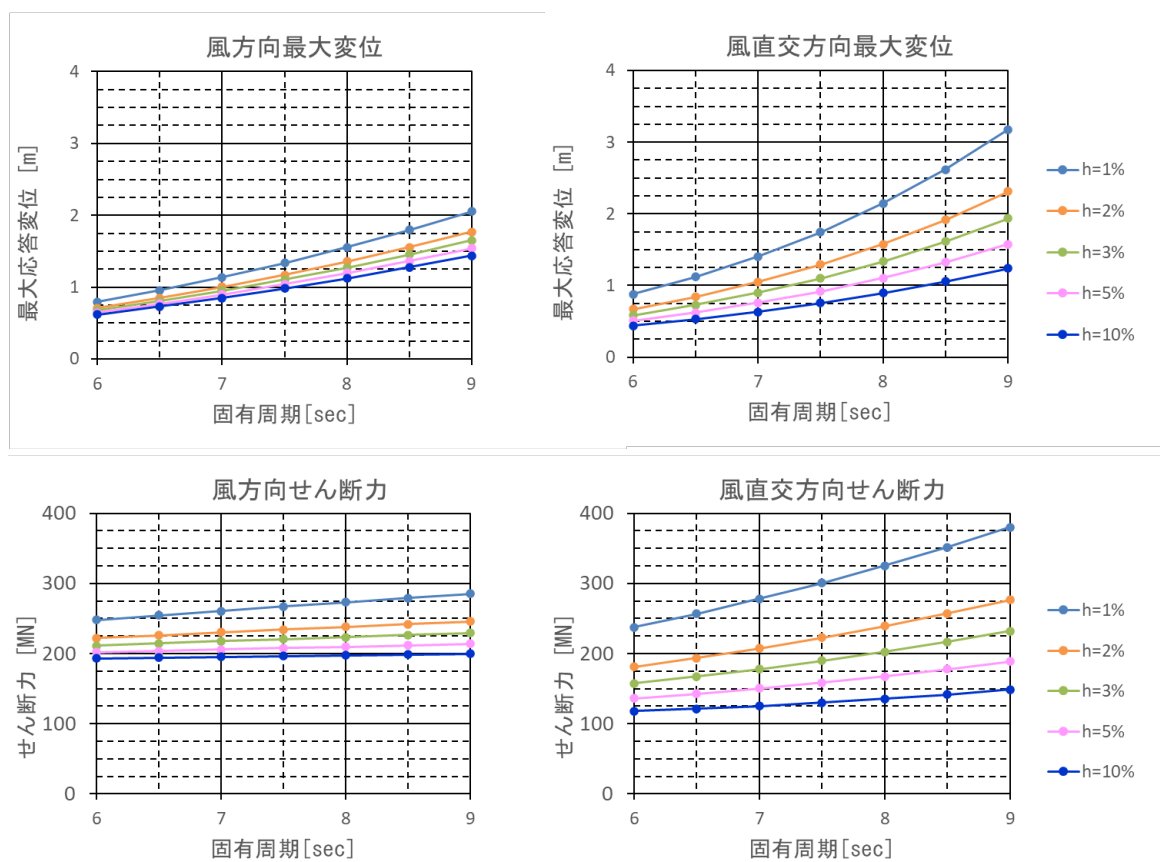 風方向最大変位
4
3
2
1
0
最大応答変位 [m]
6 7 8 9
固有周期[sec]
風直交方向最大変位
4
3
2
1
0
最大応答変位 [m]
6 7 8 9
固有周期[sec]
h=1%
h=2%
h=3%
h=5%
h=10%
風方向せん断力
400
300
200
100
0
せん断力 [MN]
6 7 8 9
固有周期[sec]
風直交方向せん断力
400
300
200
100
0
せん断力 [MN]
6 7 8 9
固有周期[sec]
h=1%
h=2%
h=3%
h=5%
h=10%